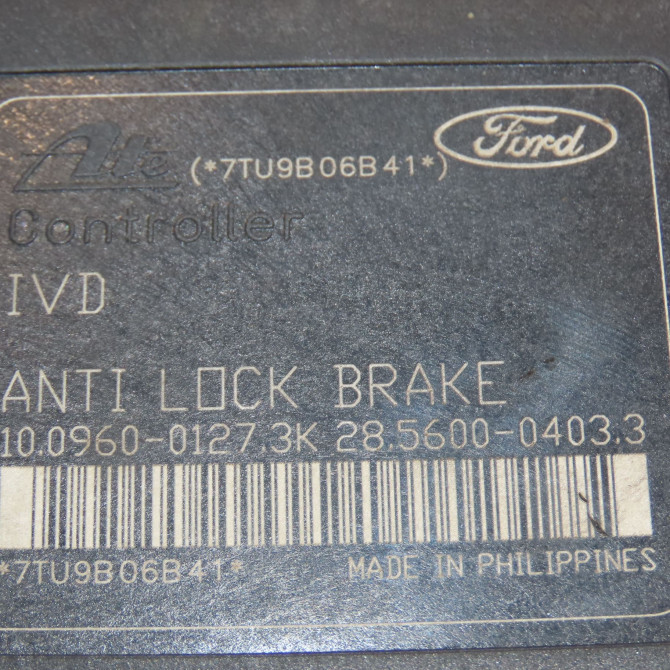 Ate (*7TU9B06B41*) Ford
Controller
IVD
ANTI LOCK BRAKE
10.0960-0127.3K 28.5600-0403.3
*7TU9B06B41* MADE IN PHILIPPINES